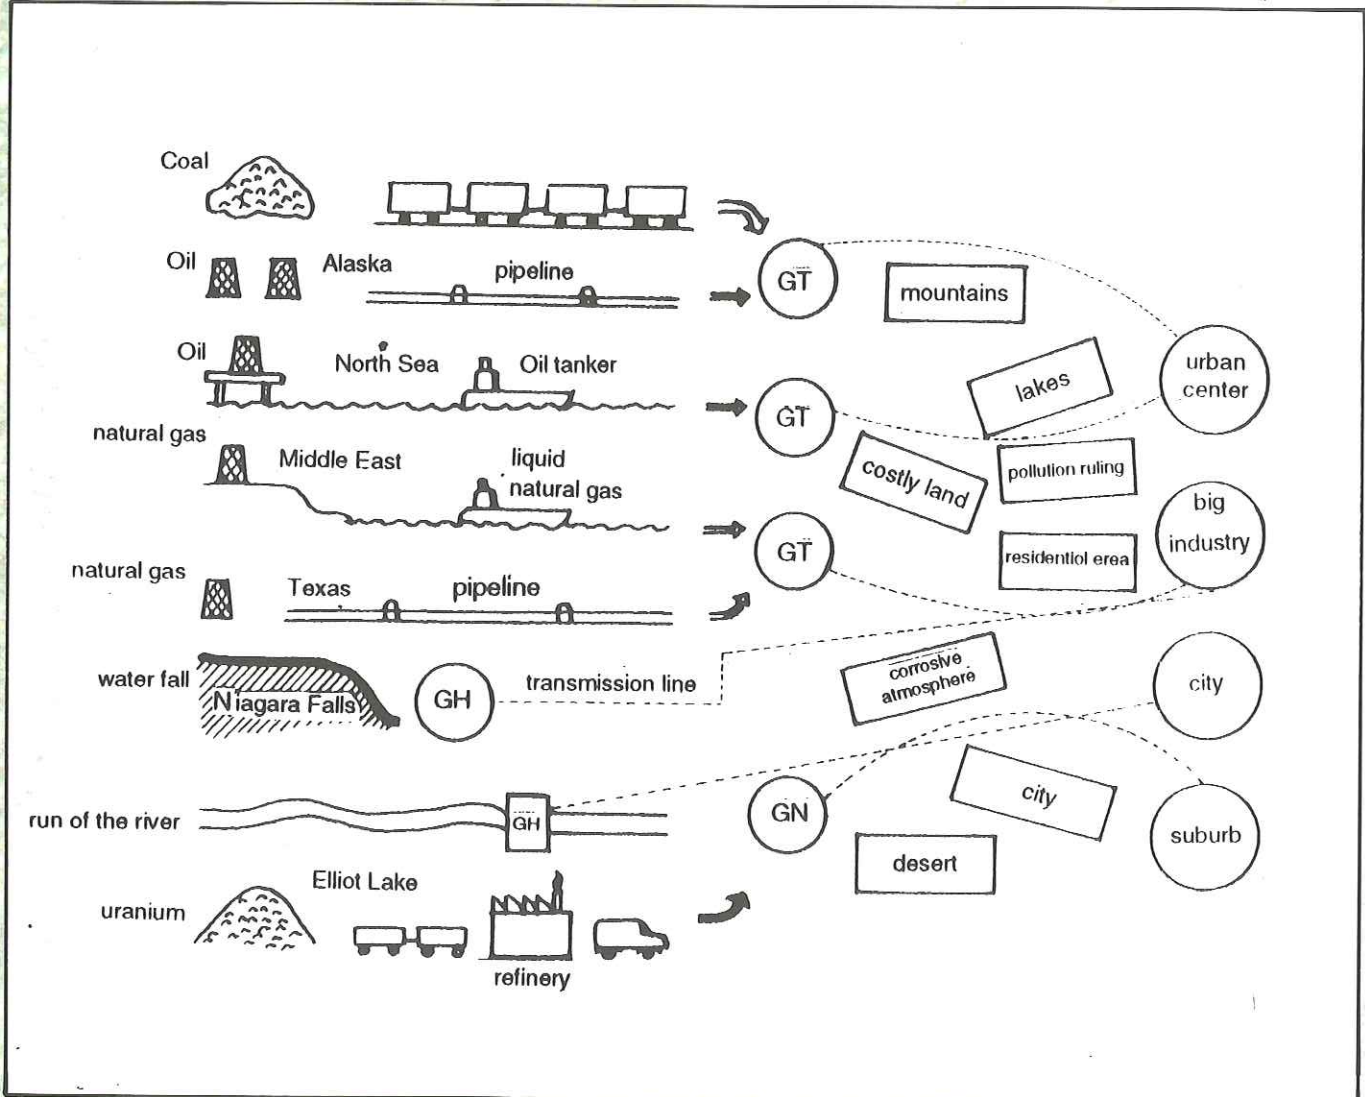 Coal
Oil
Alaska
pipeline
GT
mountains
Oil
North Sea
Oil tanker
GT
lakes
urban
center
natural gas
Middle East
liquid
natural gas
costly land
pollution ruling
big
industry
GT
residentiol erea
natural gas
Texas
pipeline
water fall
Niagara Falls
GH
transmission line
corrosive
atmosphere
city
run of the river
GH
GN
city
suburb
desert
uranium
Elliot Lake
refinery